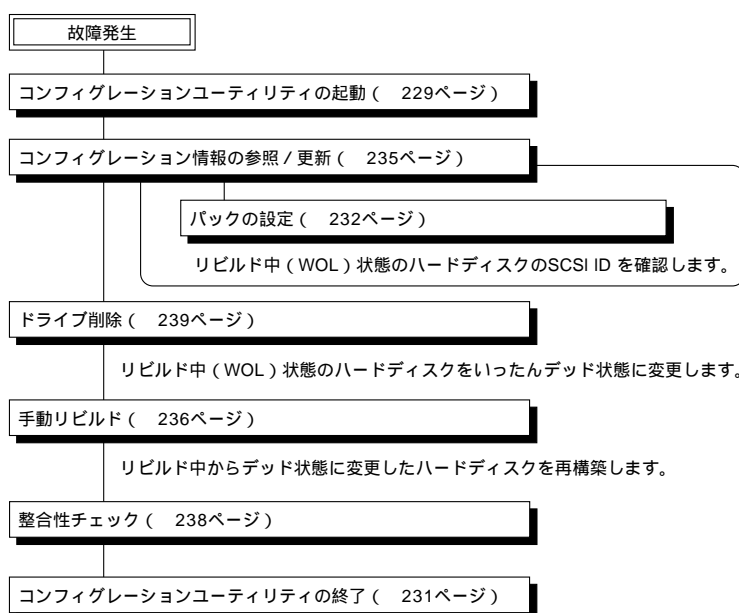 故障発生
コンフィグレーションユーティリティの起動（　229ページ）
コンフィグレーション情報の参照 / 更新（　235ページ）
パックの設定（　232ページ）
リビルド中（WOL）状態のハードディスクのSCSI ID を確認します。
ドライブ削除（　239ページ）
リビルド中（WOL）状態のハードディスクをいったんデッド状態に変更します。
手動リビルド（　236ページ）
リビルド中からデッド状態に変更したハードディスクを再構築します。
整合性チェック（　238ページ）
コンフィグレーションユーティリティの終了（　231ページ）